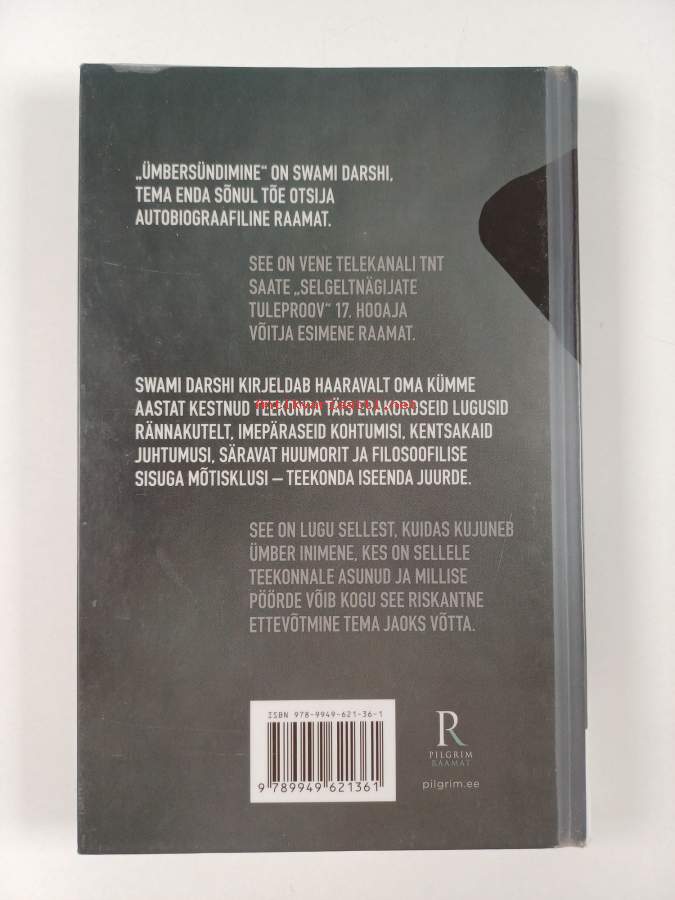 „ÜMBERSÜNDIMINE“ ON SWAMI DARSHI,
TEMA ENDA SÕNUL TÕE OTSIJA
AUTOBIOGRAAFILINE RAAMAT.
SEE ON VENE TELEKANALI TNT
SAATE „SELGELTNÄGIJATE
TULEPROOV“ 17. HOOAJA
VÕITJA ESIMENE RAAMAT.
SWAMI DARSHI KIRJELDAB HAARAVALT OMA KÜMME
AASTAT KESTNUD TEEKONDA TÄIS ERAKORDSEID LUGUSID
RÄNNAKUTELT, IMEPÄRASEID KOHTUMISI, KENTSAKAID
JUHTUMUSI, SÄRAVAT HUUMORIT JA FILOSOOFILISE
SISUGA MÕTISKLUSI – TEEKONDA ISEENDA JUURDE.
SEE ON LUGU SELLEST, KUIDAS KUJUNEB
ÜMBER INIMENE, KES ON SELLELE
TEEKONNALE ASUNUD JA MILLISE
PÖÖRDE VÕIB KOGU SEE RISKANTNE
ETTEVÕTMINE TEMA JAOKS VÕTTA.
ISBN 978-9949-621-36-1
9 789949 621361
R
PILGRIM
RAAMAT
pilgrim.ee